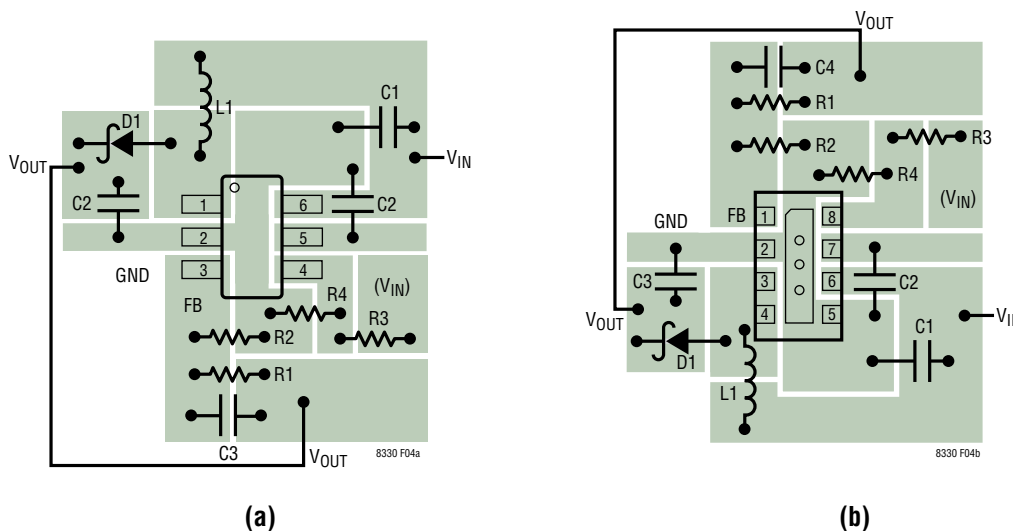 VOUT
C1
C4
L1
D1
R1
R2
R3
VOUT
VIN
R4
C2
1
6
C2
(VIN)
GND
FB
1
8
2
5
2
7
GND
3
4
(VIN)
C3
3
6
C2
FB
R4
4
5
R3
VOUT
C1
VI
R2
D1
R1
L1
C3
VOUT
8330 F04a
8330 F04b
(a)
(b)